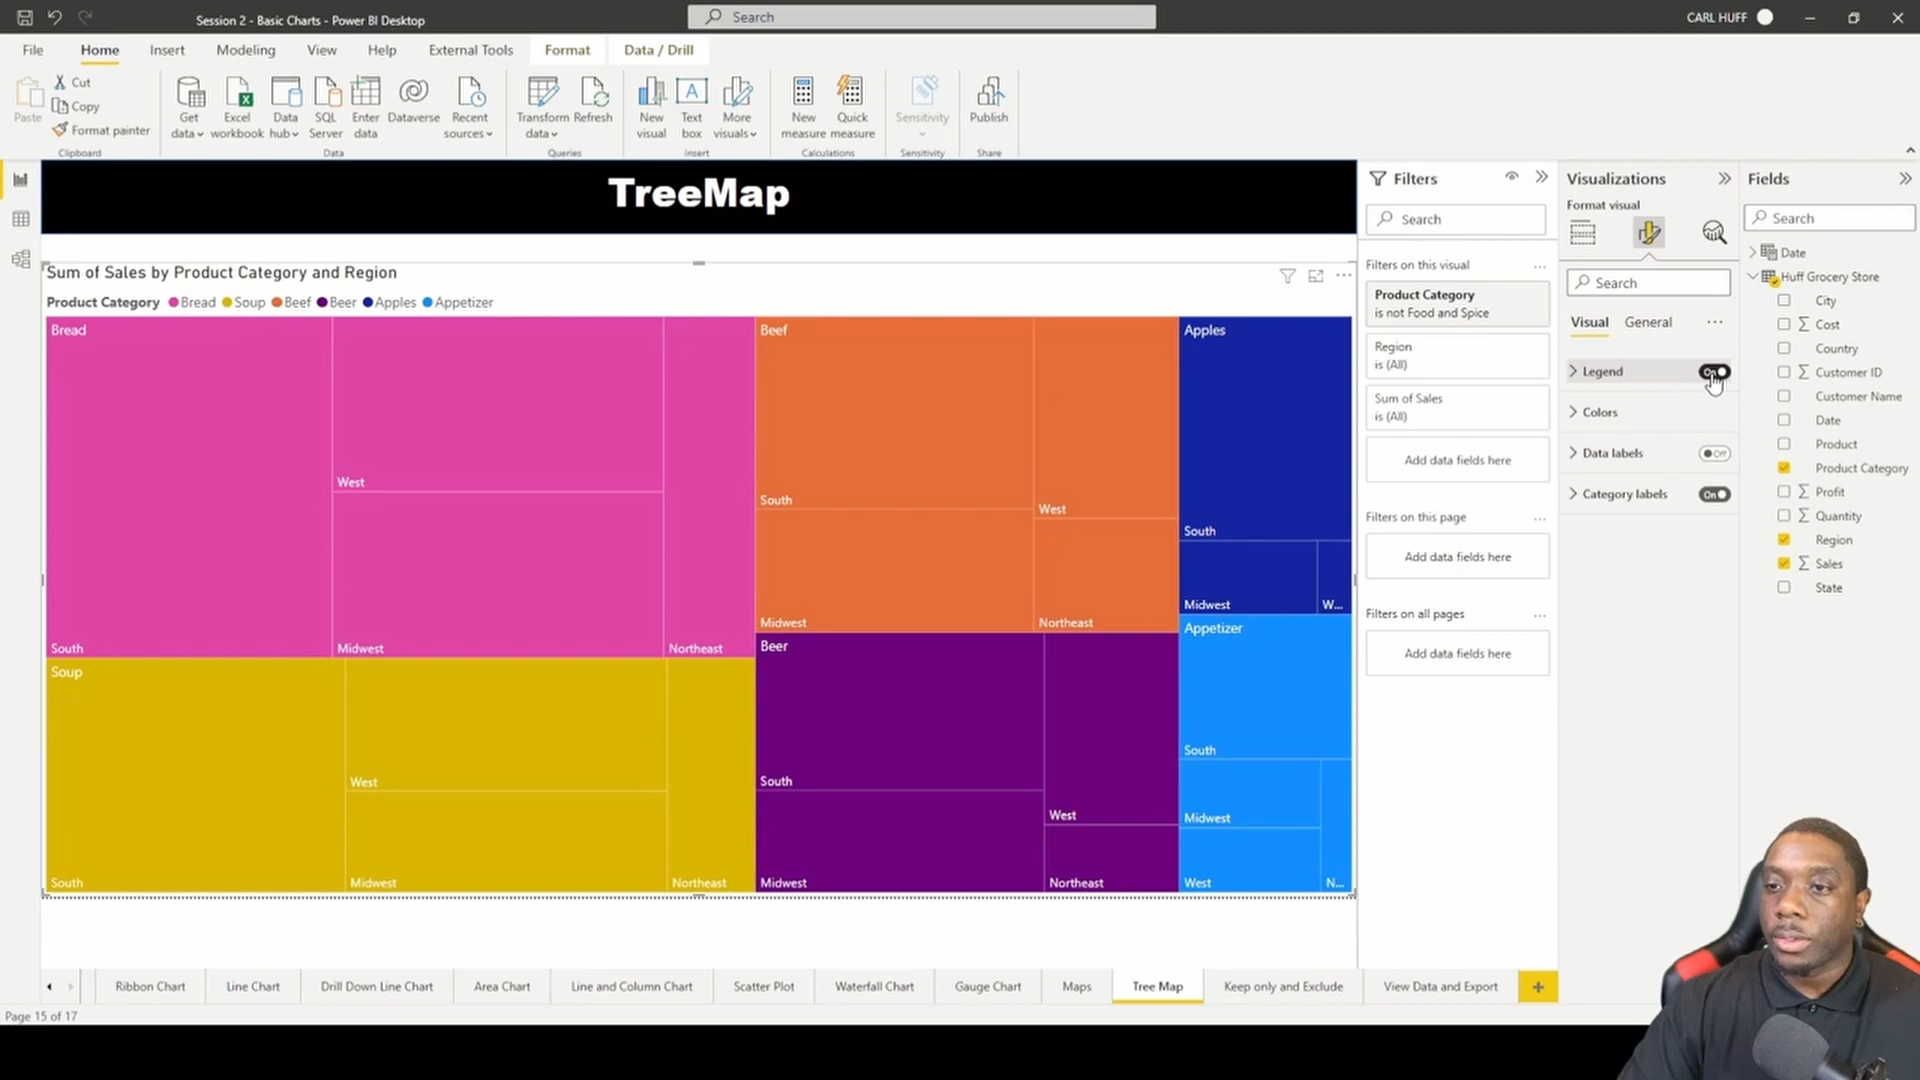 Session 2 - Basic Charts - Power BI Desktop
Search
CARL HUFF
File
Home
Insert
Modeling
View
Help
External Tools
Format
Data / Drill
Paste
Cut
Copy
Format painter
Clipboard
Get data
Excel workbook
Data hub
SQL Server
Enter data
Dataverse
Recent sources
Data
Transform data
Refresh
Queries
New visual
Text box
More visuals
Insert
New measure
Quick measure
Calculations
Sensitivity
Sensitivity
Publish
Share
TreeMap
Sum of Sales by Product Category and Region
Product Category Bread Soup Beef Beer Apples Appetizer
Bread
South
West
Midwest
Northeast
Soup
South
West
Midwest
Northeast
Beef
South
Midwest
West
Northeast
Beer
South
Midwest
West
Northeast
Apples
South
Midwest
W...
Appetizer
South
Midwest
West
N...
Filters
Search
Filters on this visual
...
Product Category
is not Food and Spice
Region
is (All)
Sum of Sales
is (All)
Add data fields here
Filters on this page
...
Add data fields here
Filters on all pages
...
Add data fields here
Visualizations
Format visual
Search
Visual
General
...
Legend
On
Colors
Data labels
Off
Category labels
On
Fields
Search
Date
Huff Grocery Store
City
Σ Cost
Country
Σ Customer ID
Customer Name
Date
Product
Product Category
Σ Profit
Σ Quantity
Region
Σ Sales
State
Ribbon Chart
Line Chart
Drill Down Line Chart
Area Chart
Line and Column Chart
Scatter Plot
Waterfall Chart
Gauge Chart
Maps
Tree Map
Keep only and Exclude
View Data and Export
+
Page 15 of 17